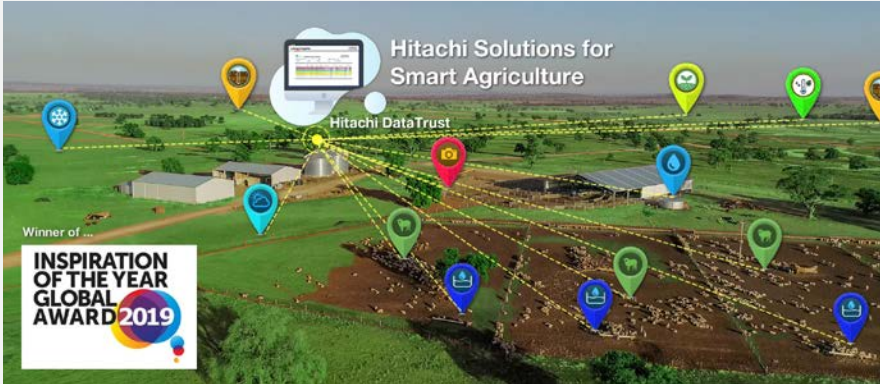 Hitachi Solutions for
Smart Agriculture
Hitachi DataTrust
Winner of ...
INSPIRATION
OF THE YEAR
GLOBAL
AWARD 2019